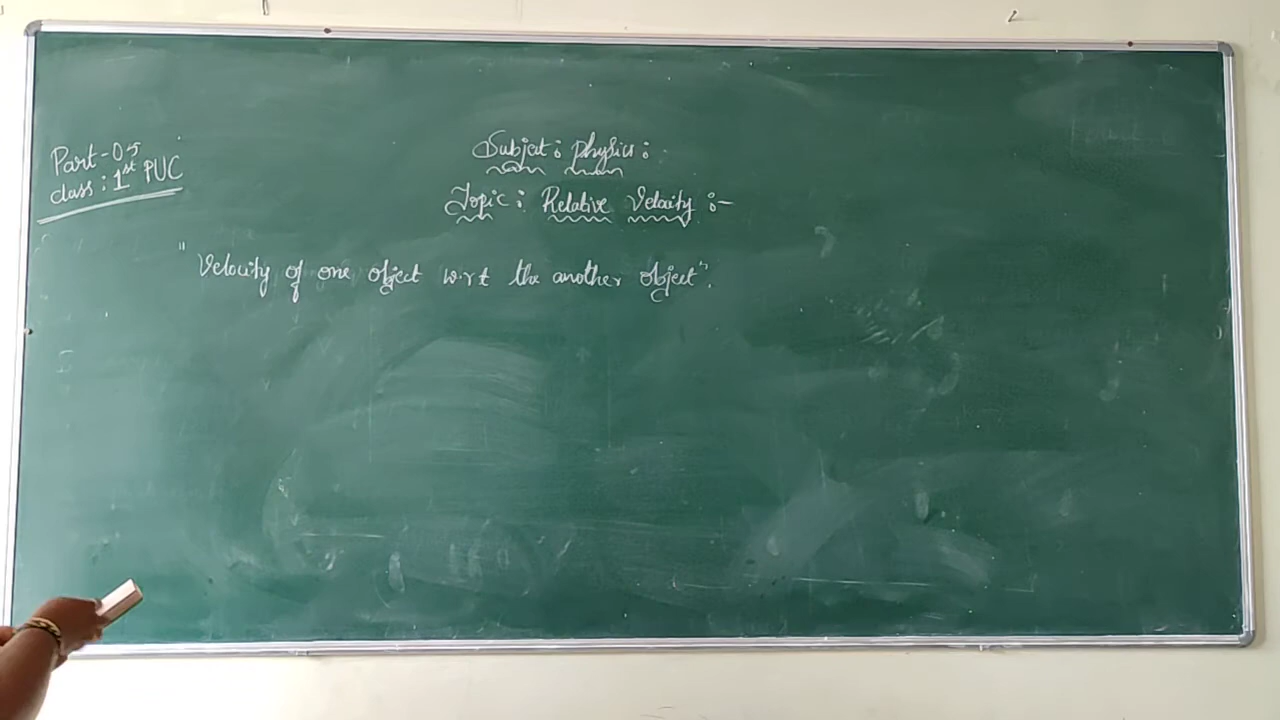 Part-05
class : 1st PUC
Subject : physics :
Topic : Relative Velocity :-
"Velocity of one object w.r.t the another object".